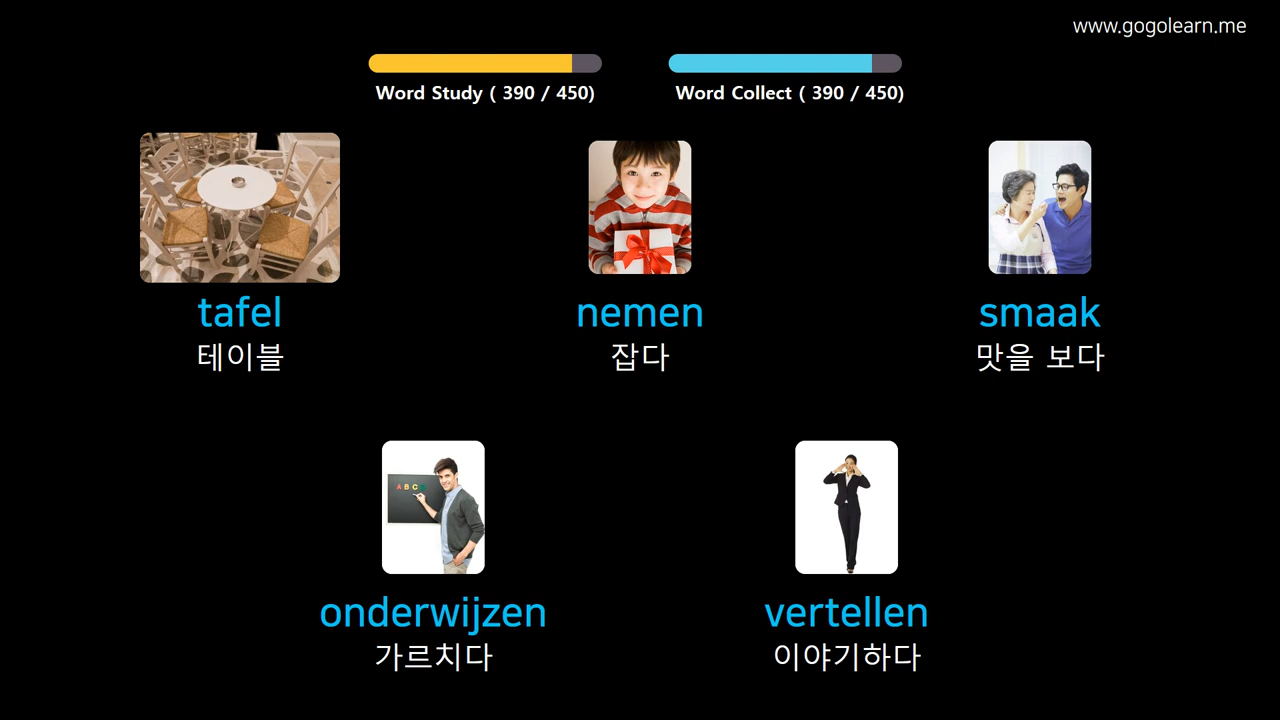 www.gogolearn.me
Word Study ( 390 / 450)
Word Collect ( 390 / 450)
tafel
테이블
nemen
잡다
smaak
맛을 보다
A B C
onderwijzen
가르치다
vertellen
이야기하다